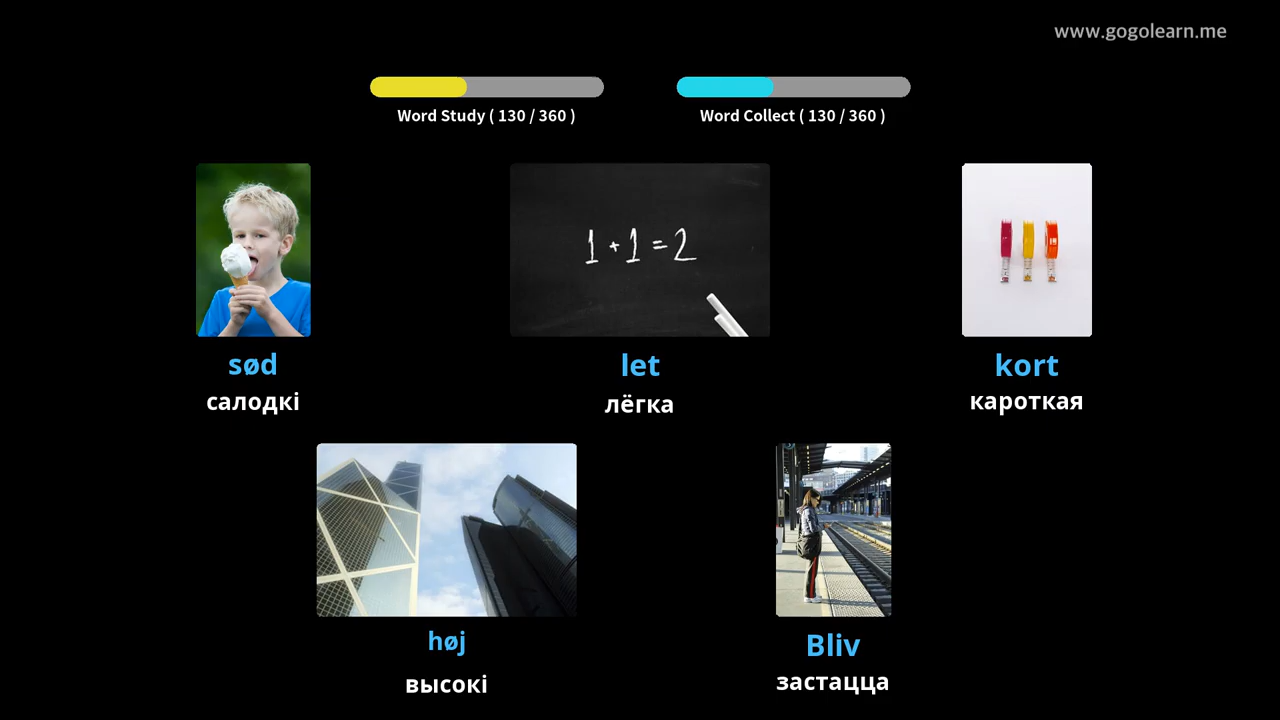 www.gogolearn.me
Word Study ( 130 / 360 )
Word Collect ( 130 / 360 )
1 + 1 = 2
sød
let
kort
салодкі
лёгка
кароткая
høj
Bliv
высокі
застацца